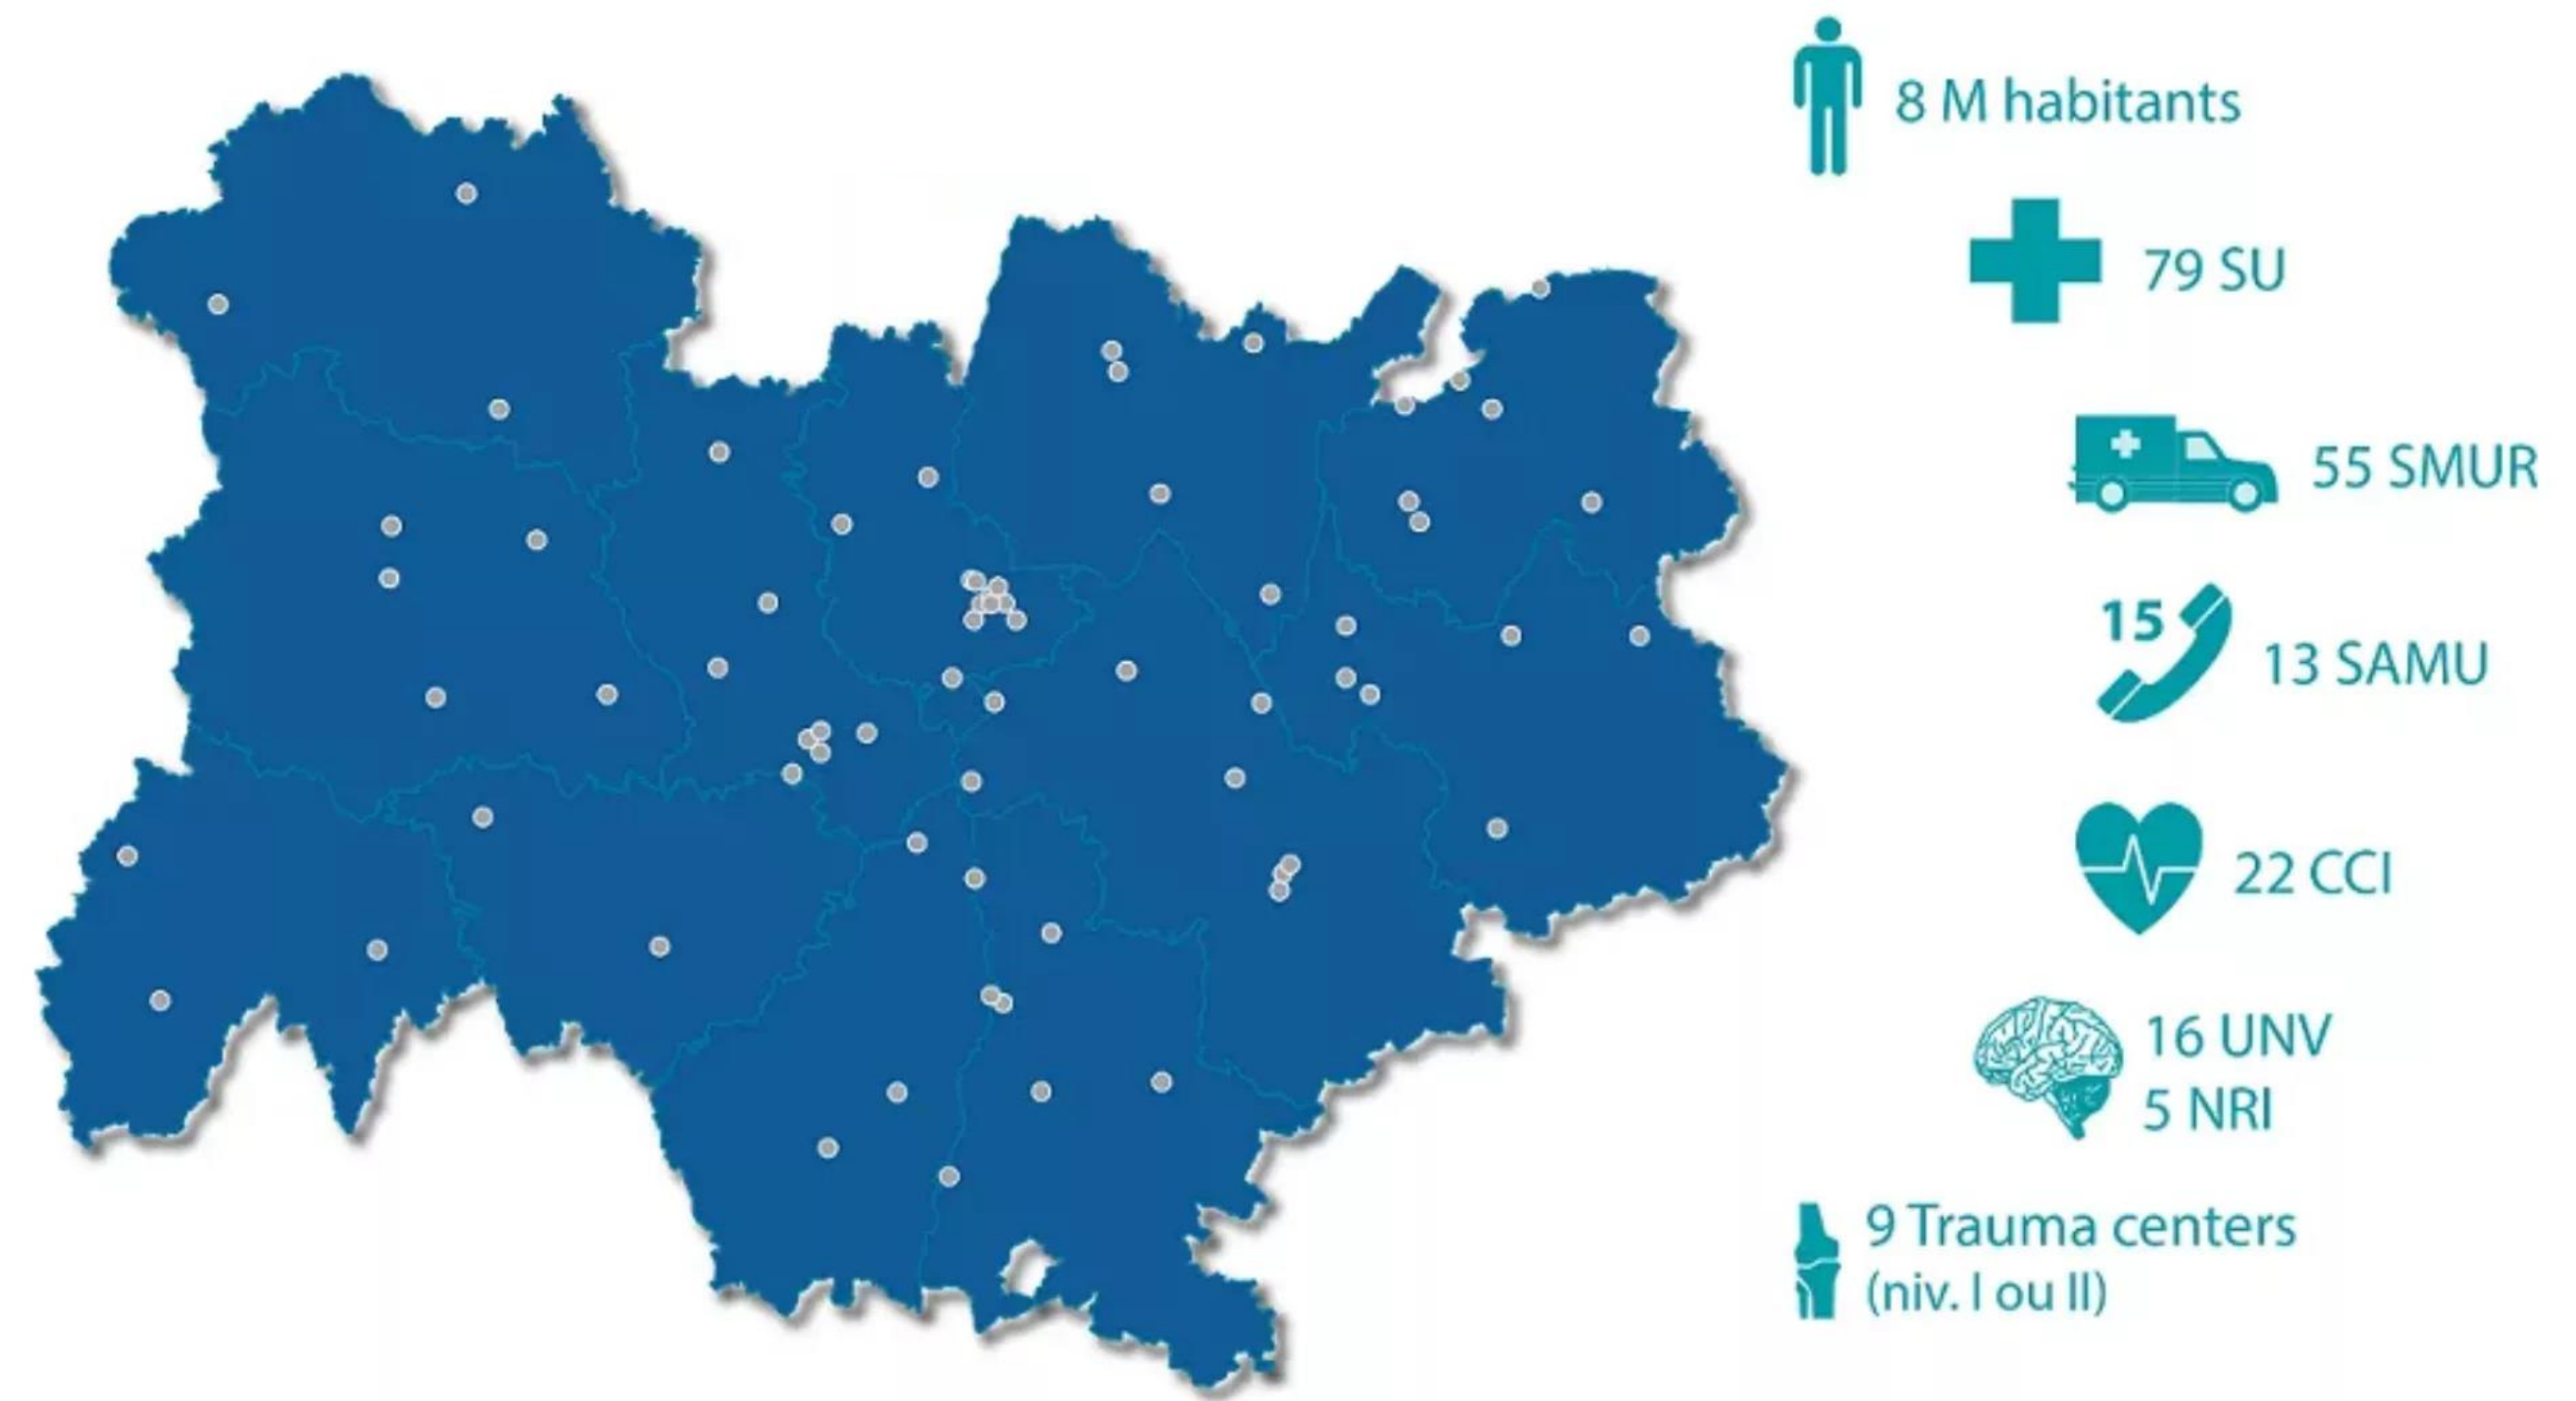 8 M habitants
79 SU
55 SMUR
15
13 SAMU
22 CCI
16 UNV
5 NRI
9 Trauma centers
(niv. I ou II)